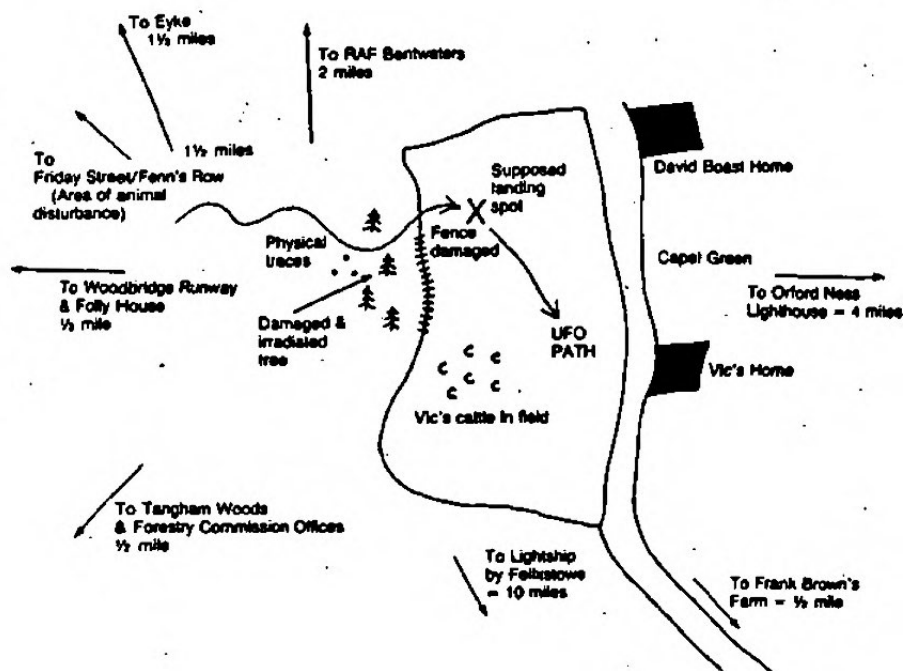 To Eyke
1½ miles
To RAF Bentwaters
2 miles
1½ miles
To
Friday Street/Fenn's Row
(Area of animal
disturbance)
Supposed
landing
spot
X
David Boast Home
Physical
traces
Fence
damaged
Capel Green
To Woodbridge Runway
& Folly House
⅓ mile
To Orford Ness
Lighthouse = 4 miles
Damaged &
irradiated
tree
UFO
PATH
Vic's Home
Vic's cattle in field
To Tangham Woods
& Forestry Commission Offices
½ mile
To Lightship
by Felixstowe
= 10 miles
To Frank Brown's
Farm = ½ mile